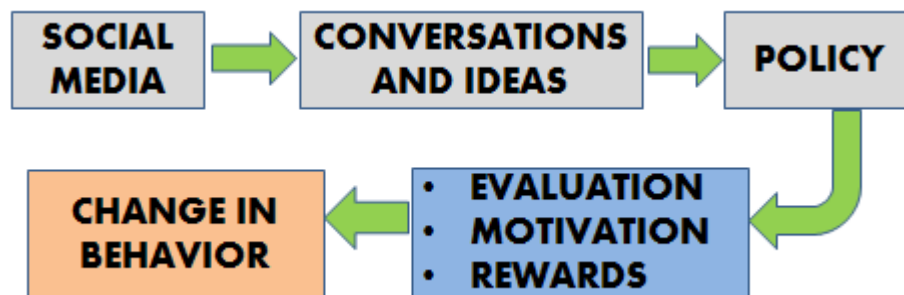 SOCIAL
MEDIA
CONVERSATIONS
AND IDEAS
POLICY
• EVALUATION
• MOTIVATION
• REWARDS
CHANGE IN
BEHAVIOR